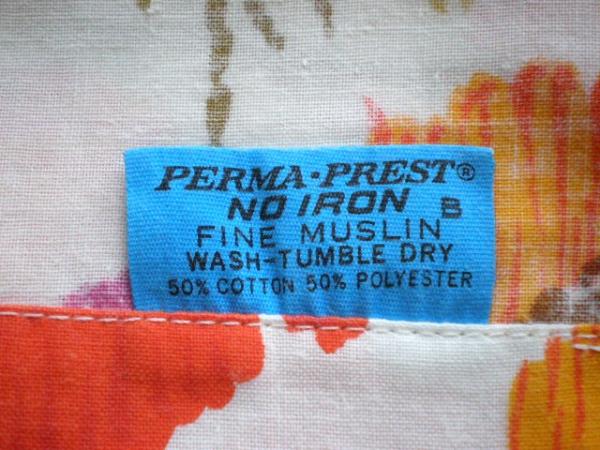 PERMA·PREST®
NO IRON B
FINE MUSLIN
WASH-TUMBLE DRY
50% COTTON 50% POLYESTER